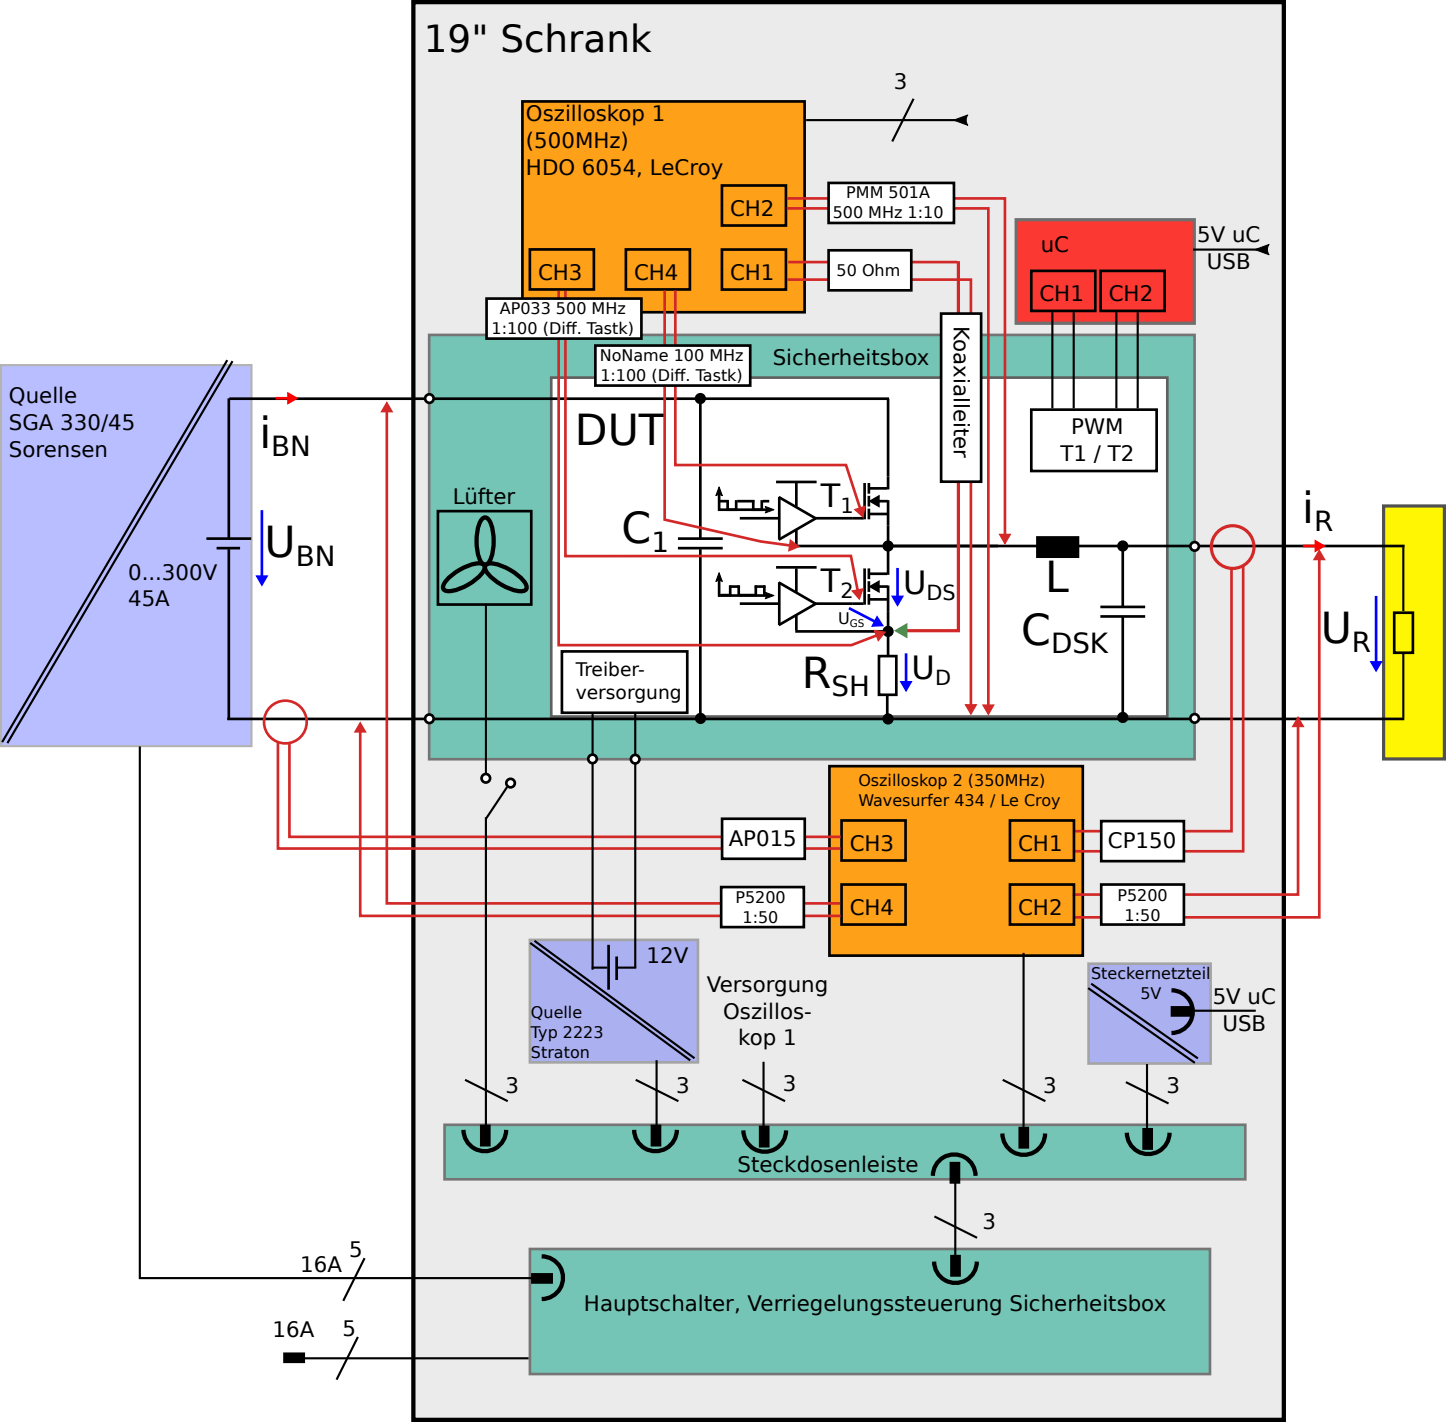 19" Schrank
3
Oszilloskop 1
(500MHz)
HDO 6054, LeCroy
CH2
PMM 501A
500 MHz 1:10
CH3
CH4
CH1
50 Ohm
uC
CH1
CH2
5V uC
USB
AP033 500 MHz
1:100 (Diff. Tastk)
NoName 100 MHz
1:100 (Diff. Tastk)
Sicherheitsbox
Koaxialleiter
PWM
T1 / T2
Quelle
SGA 330/45
Sorensen
iBN
UBN
0...300V
45A
Lüfter
DUT
C1
T1
T2
UDS
UGS
RSH
UD
L
CDSK
iR
UR
Treiber-
versorgung
Oszilloskop 2 (350MHz)
Wavesurfer 434 / Le Croy
AP015
CH3
CH1
CP150
P5200
1:50
CH4
CH2
P5200
1:50
12V
Quelle
Typ 2223
Straton
Versorgung
Oszillos-
kop 1
Steckernetzteil
5V
5V uC
USB
3
3
3
3
3
Steckdosenleiste
3
16A
5
Hauptschalter, Verriegelungssteuerung Sicherheitsbox
16A
5